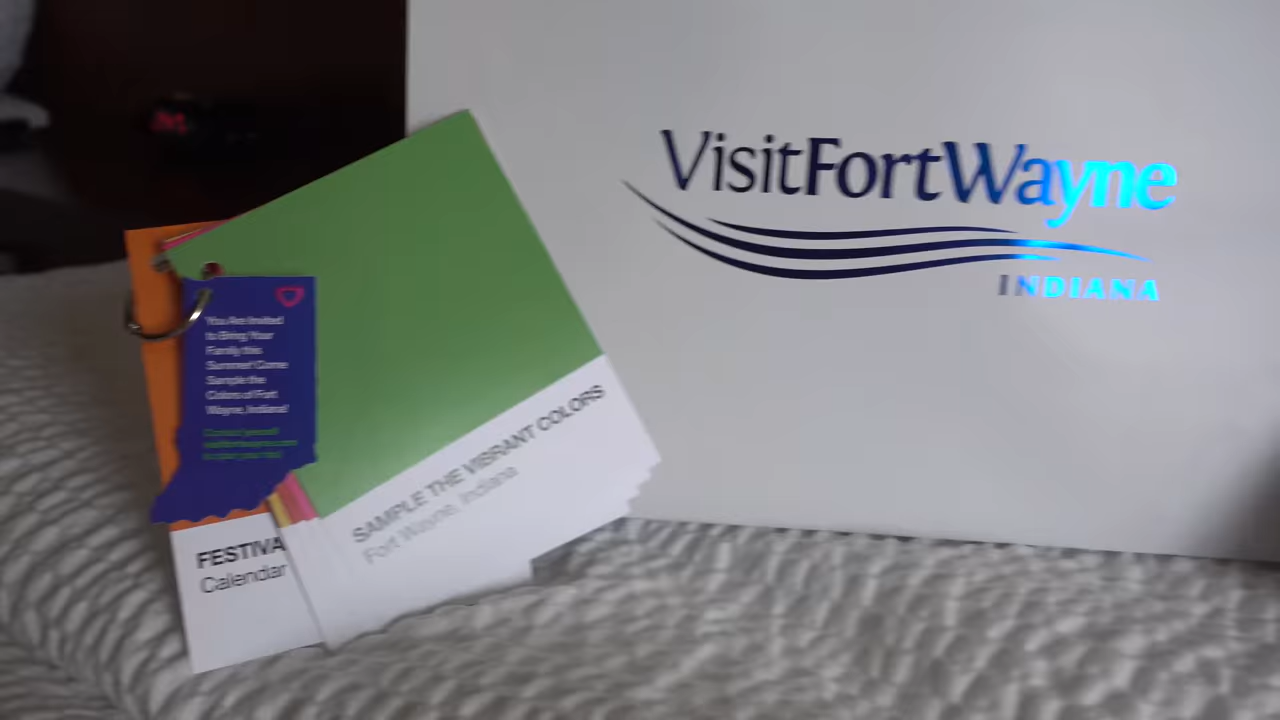 VisitFortWayne
INDIANA
You Are Invited
to Bring Your
Family this
Summer! Come
Sample the
Colors of Fort
Wayne, Indiana!
SAMPLE THE VIBRANT COLORS
Fort Wayne, Indiana
FESTIVA
Calendar